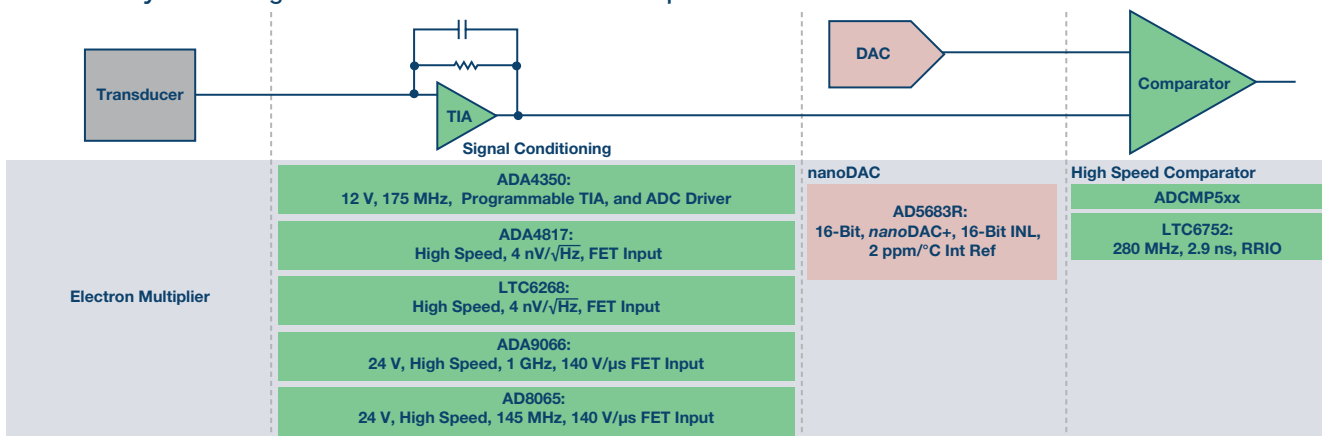 Transducer
TIA
Signal Conditioning
DAC
Comparator
Electron Multiplier
ADA4350:
12 V, 175 MHz, Programmable TIA, and ADC Driver
ADA4817:
High Speed, 4 nV/√Hz, FET Input
LTC6268:
High Speed, 4 nV/√Hz, FET Input
ADA9066:
24 V, High Speed, 1 GHz, 140 V/µs FET Input
AD8065:
24 V, High Speed, 145 MHz, 140 V/µs FET Input
nanoDAC
AD5683R:
16-Bit, nanoDAC+, 16-Bit INL,
2 ppm/°C Int Ref
High Speed Comparator
ADCMP5xx
LTC6752:
280 MHz, 2.9 ns, RRIO